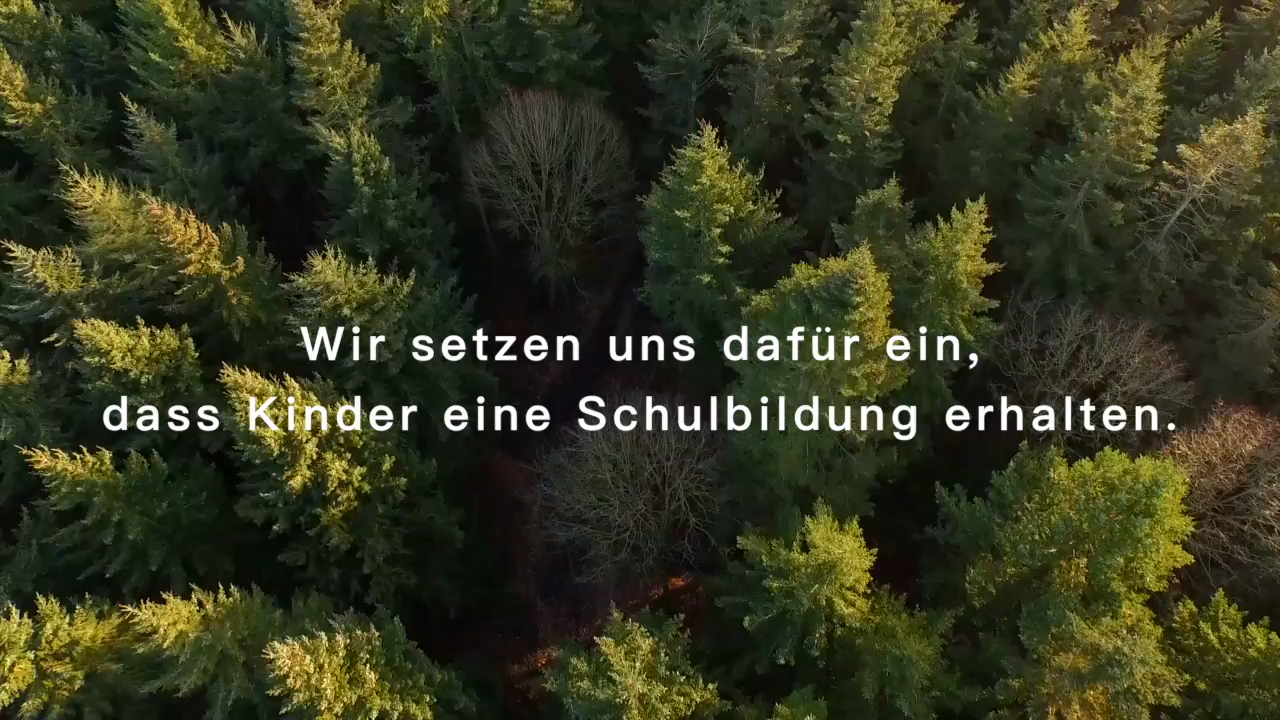 Wir setzen uns dafür ein,
dass Kinder eine Schulbildung erhalten.